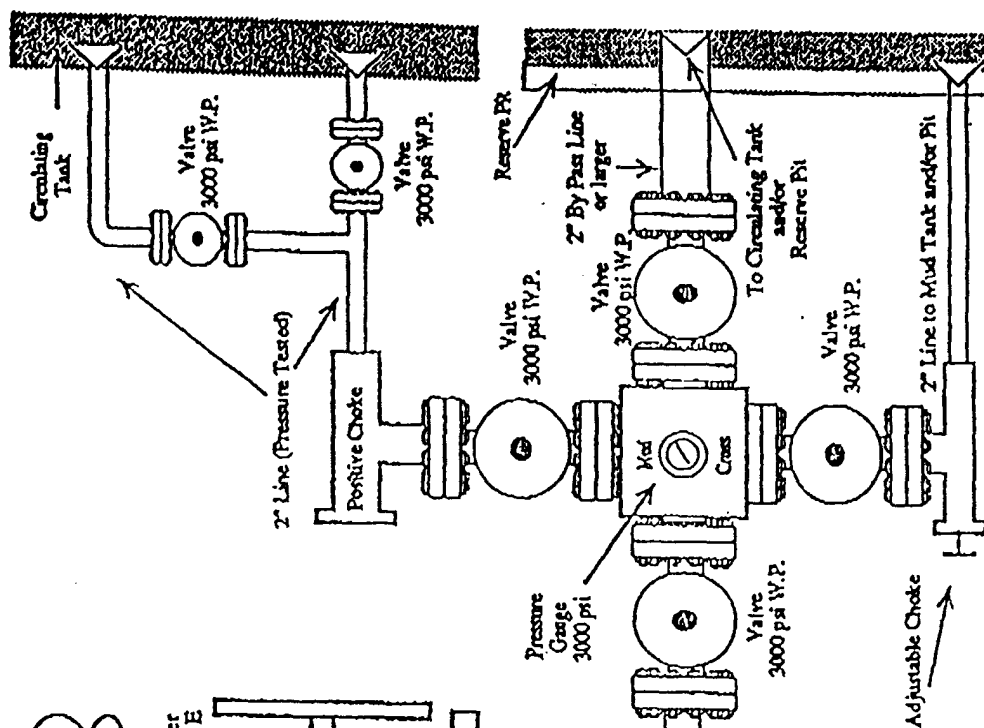 Circulating
Tank
Valve
3000 psi W.P.
Valve
3000 psi W.P.
2" Line (Pressure Tested)
Positive Choke
Reserve Pit
2" By Pass Line
or larger
To Circulating Tank
and/or
Reserve Pit
Valve
3000 psi W.P.
Valve
3000 psi W.P.
Mud
Cross
Pressure
Gauge
3000 psi
Valve
3000 psi W.P.
Valve
3000 psi W.P.
2" Line to Mud Tank and/or Pit
Adjustable Choke
E